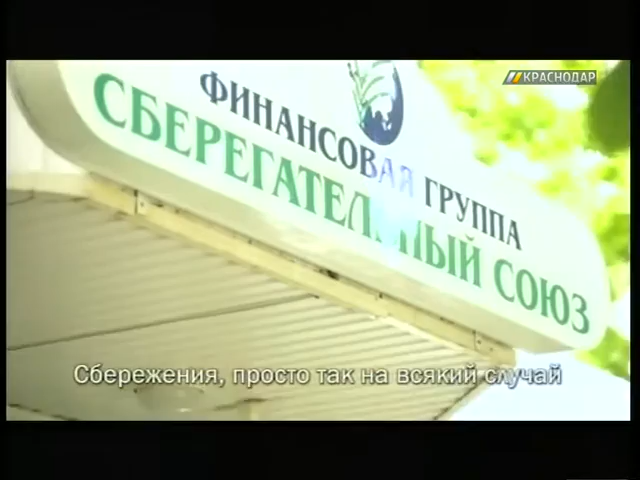 КРАСНОДАР
ФИНАНСОВАЯ ГРУППА
СБЕРЕГАТЕЛЬНЫЙ СОЮЗ
Сбережения, просто так на всякий случай